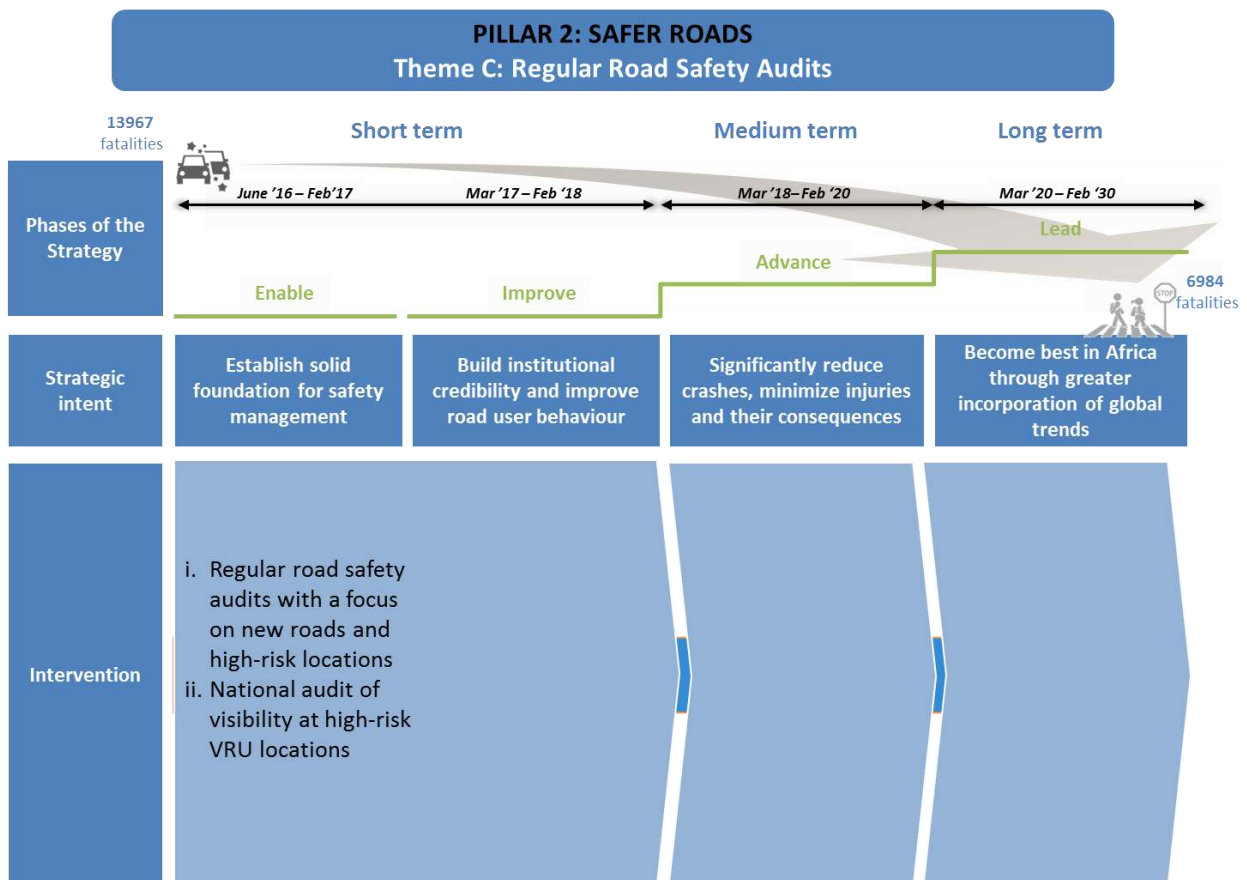 PILLAR 2: SAFER ROADS
Theme C: Regular Road Safety Audits
13967
fatalities
Short term
Medium term
Long term
Phases of the
Strategy
June ’16 – Feb’17
Mar ’17 – Feb ‘18
Mar ’18– Feb ‘20
Mar ’20 – Feb ‘30
Enable
Improve
Advance
Lead
STOP
6984
fatalities
Strategic
intent
Establish solid
foundation for safety
management
Build institutional
credibility and improve
road user behaviour
Significantly reduce
crashes, minimize injuries
and their consequences
Become best in Africa
through greater
incorporation of global
trends
Intervention
i. Regular road safety
audits with a focus
on new roads and
high-risk locations
ii. National audit of
visibility at high-risk
VRU locations